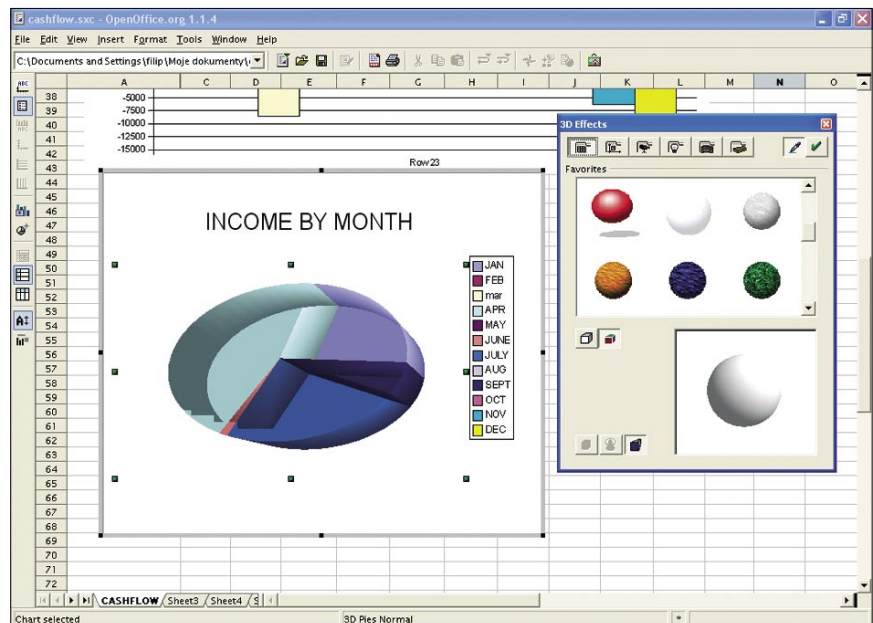 cashflow.sxc - OpenOffice.org 1.1.4
File Edit View Insert Format Tools Window Help
C:\Documents and Settings\filip\Moje dokumenty\
A C D E F G H I J K L M N O
38
39
40
41
42
43
44
45
46
47
48
49
50
51
52
53
54
55
56
57
58
59
60
61
62
63
64
65
66
67
68
69
70
71
72
-5000
-7500
-10000
-12500
-15000
Row 23
INCOME BY MONTH
JAN
FEB
mar
APR
MAY
JUNE
JULY
AUG
SEPT
OCT
NOV
DEC
3D Effects
Favorites
CASHFLOW Sheet3 Sheet4 S
Chart selected 3D Pies Normal *